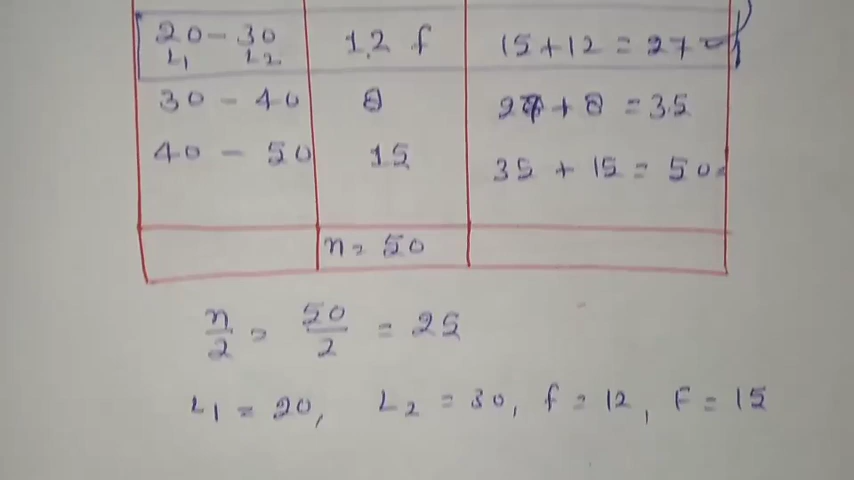 20 - 30 12 f 15 + 12 = 27
L1 L2
30 - 40 8 27 + 8 = 35
40 - 50 15 35 + 15 = 50
n = 50
n/2 = 50/2 = 25
L1 = 20, L2 = 30, f = 12, F = 15